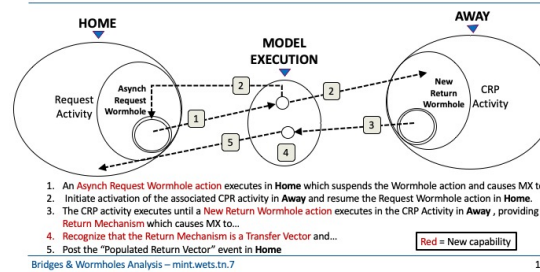 HOME
AWAY
MODEL
EXECUTION
Request
Activity
Asynch
Request
Wormhole
New
Return
Wormhole
CRP
Activity
2
2
1
3
5
4
1. An Asynch Request Wormhole action executes in Home which suspends the Wormhole action and causes MX t
2. Initiate activation of the associated CPR activity in Away and resume the Request Wormhole action in Home.
3. The CRP activity executes until a New Return Wormhole action executes in the CRP Activity in Away , providing
Return Mechanism which causes MX to…
4. Recognize that the Return Mechanism is a Transfer Vector and…
5. Post the “Populated Return Vector” event in Home
Red = New capability
Bridges & Wormholes Analysis – mint.wets.tn.7
1